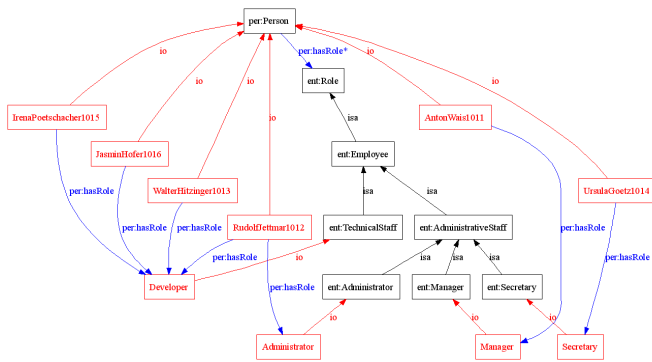 per:Person
io
io
per:hasRole*
io
io
io
io
ent:Role
IrenaPoetschacher1015
AntonWais1011
isa
JasminHofer1016
ent:Employee
WalterHitzinger1013
UrsulaGoetz1014
per:hasRole
isa
isa
per:hasRole
per:hasRole
RudolfJettmar1012
ent:TechnicalStaff
ent:AdministrativeStaff
per:hasRole
per:hasRole
io
isa
isa
isa
per:hasRole
per:hasRole
Developer
ent:Administrator
ent:Manager
ent:Secretary
io
io
io
Administrator
Manager
Secretary